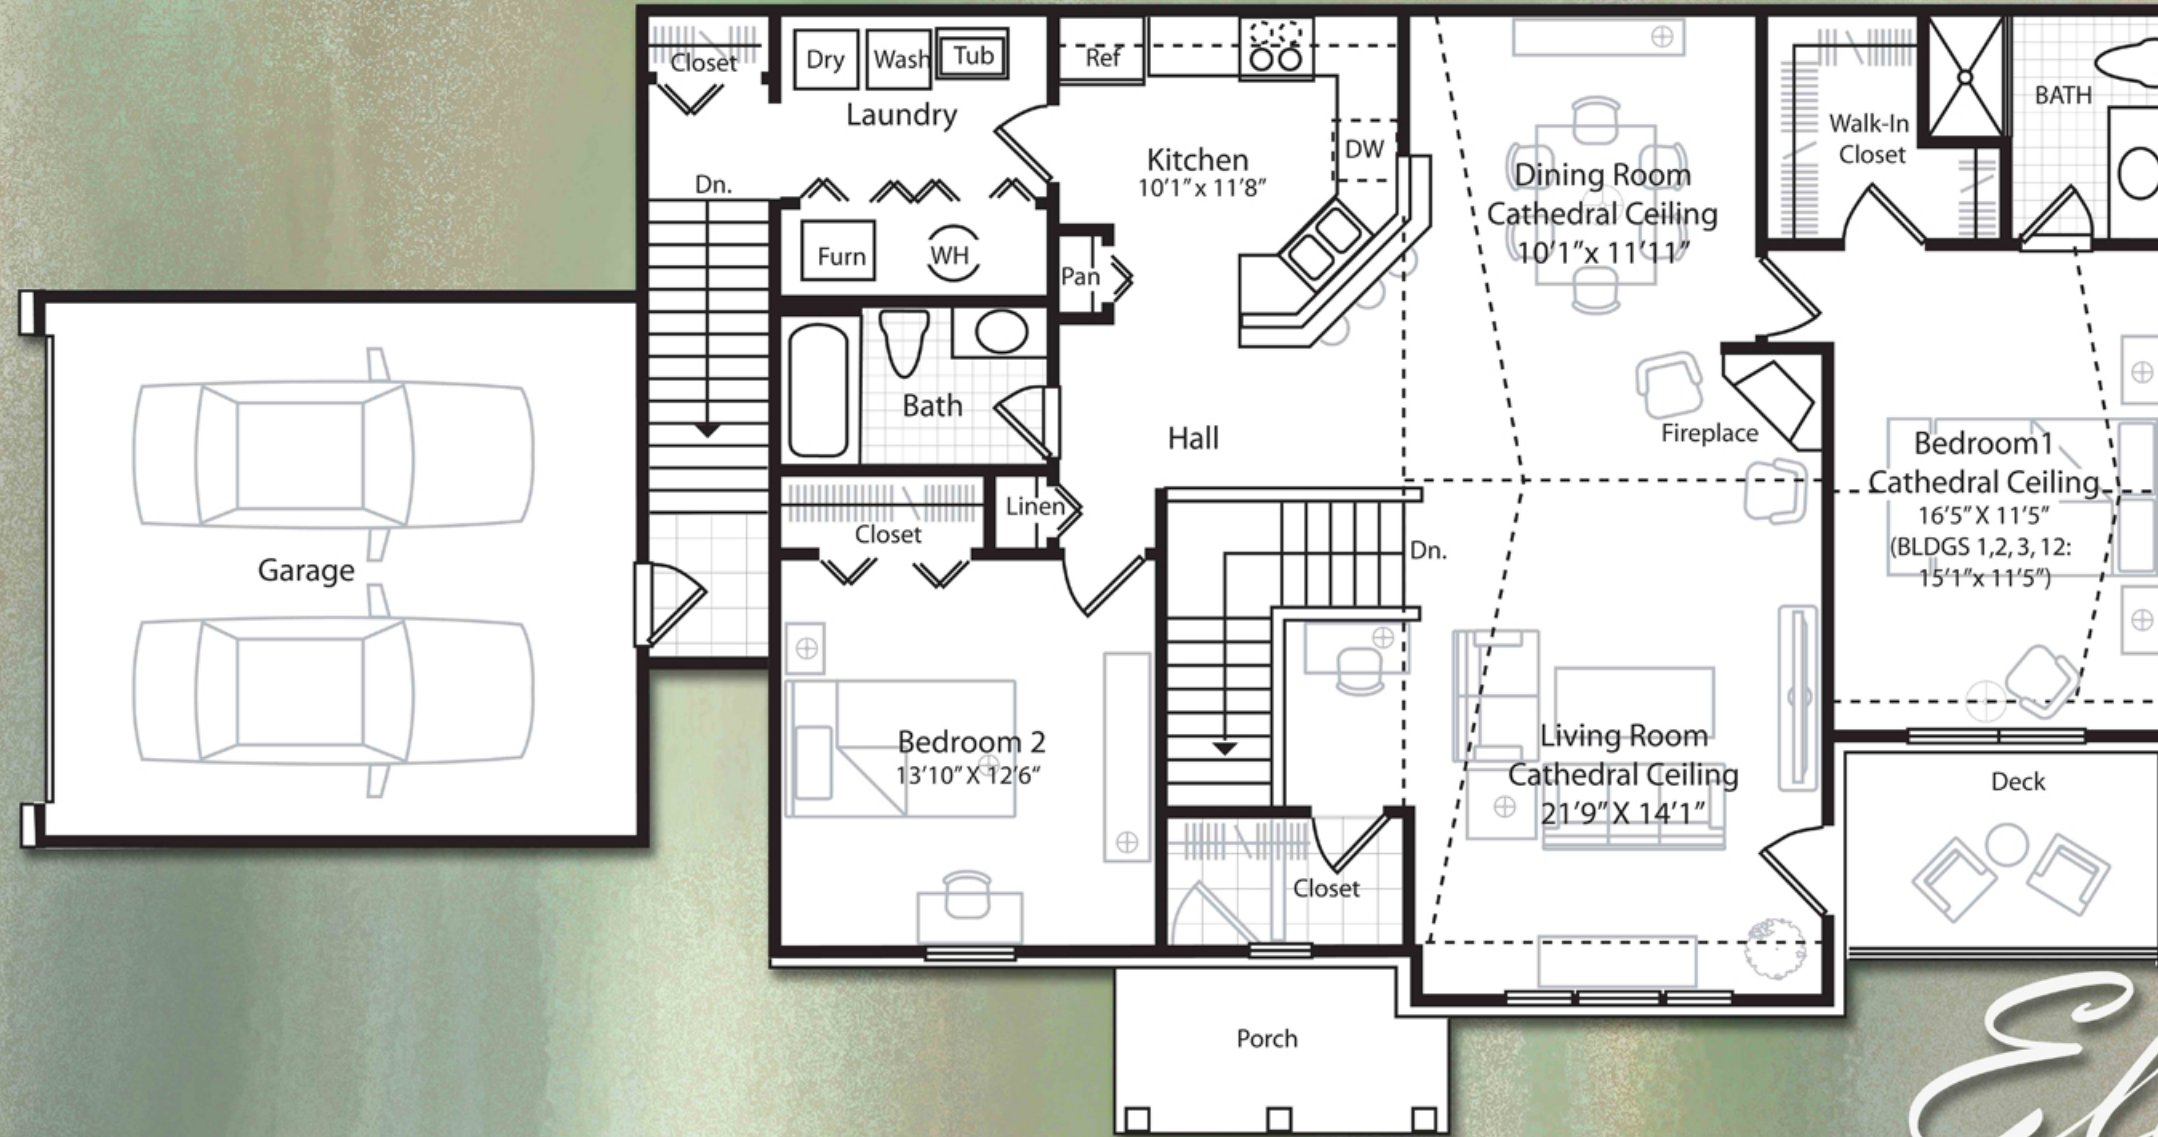 Closet
Dry
Wash
Tub
Laundry
Dn.
Furn
WH
Ref
Kitchen
10'1" x 11'8"
DW
Pan
Dining Room
Cathedral Ceiling
10'1"x 11'11"
Walk-In
Closet
BATH
Bath
Hall
Linen
Closet
Fireplace
Bedroom1
Cathedral Ceiling
16'5" X 11'5"
(BLDGS 1,2, 3, 12:
15'1"x 11'5")
Garage
Dn.
Bedroom 2
13'10" X 12'6"
Living Room
Cathedral Ceiling
21'9" X 14'1"
Deck
Closet
Porch